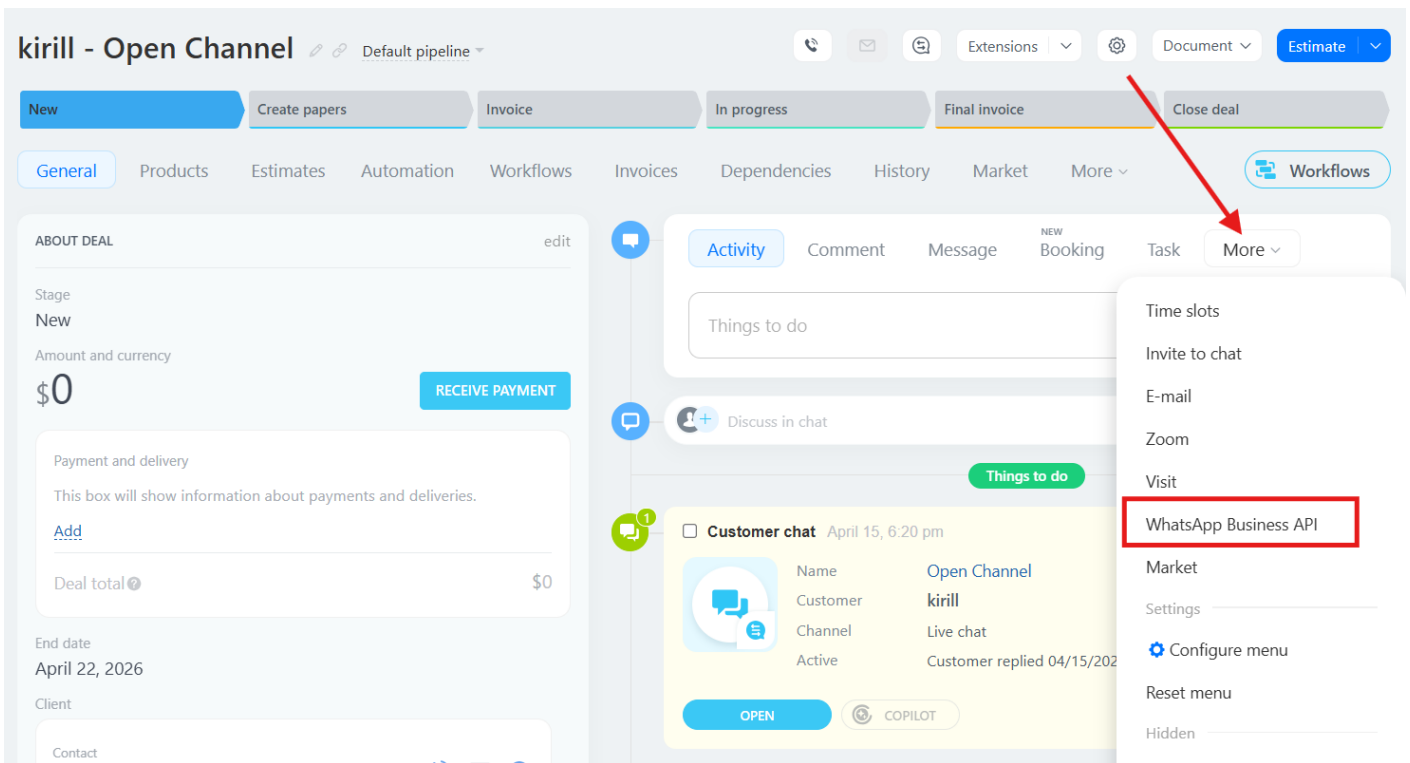 kirill - Open Channel Default pipeline Extensions Document Estimate
New Create papers Invoice In progress Final invoice Close deal
General Products Estimates Automation Workflows Invoices Dependencies History Market More Workflows
ABOUT DEAL edit
Stage
New
Amount and currency
$0 RECEIVE PAYMENT
Payment and delivery
This box will show information about payments and deliveries.
Add
Deal total $0
End date
April 22, 2026
Client
Contact
NEW
Activity Comment Message Booking Task More
Things to do
Discuss in chat
Things to do
1
Customer chat April 15, 6:20 pm
Name Open Channel
Customer kirill
Channel Live chat
Active Customer replied 04/15/202
OPEN COPILOT
Time slots
Invite to chat
E-mail
Zoom
Visit
WhatsApp Business API
Market
Settings
Configure menu
Reset menu
Hidden